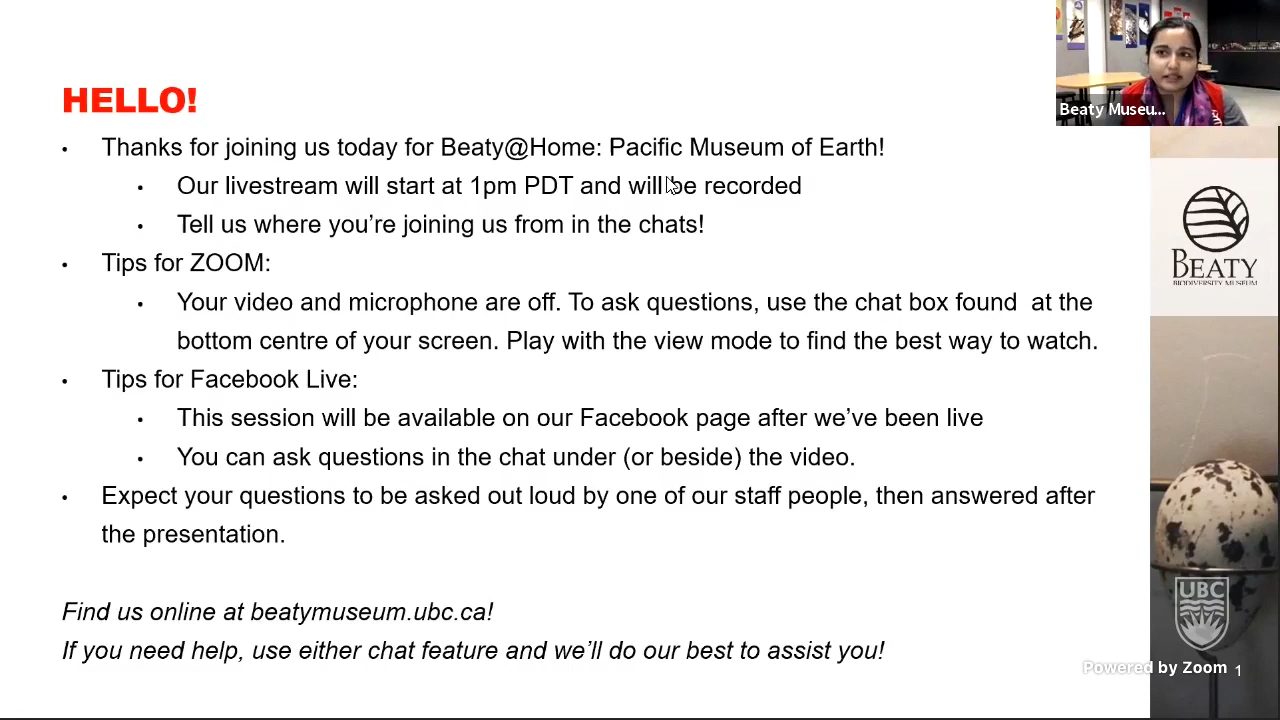 Beaty Museu...
HELLO!
• Thanks for joining us today for Beaty@Home: Pacific Museum of Earth!
• Our livestream will start at 1pm PDT and will be recorded
• Tell us where you’re joining us from in the chats!
• Tips for ZOOM:
• Your video and microphone are off. To ask questions, use the chat box found at the
bottom centre of your screen. Play with the view mode to find the best way to watch.
• Tips for Facebook Live:
• This session will be available on our Facebook page after we’ve been live
• You can ask questions in the chat under (or beside) the video.
• Expect your questions to be asked out loud by one of our staff people, then answered after
the presentation.
Find us online at beatymuseum.ubc.ca!
If you need help, use either chat feature and we’ll do our best to assist you!
BEATY
BIODIVERSITY MUSEUM
UBC
Powered by Zoom
1